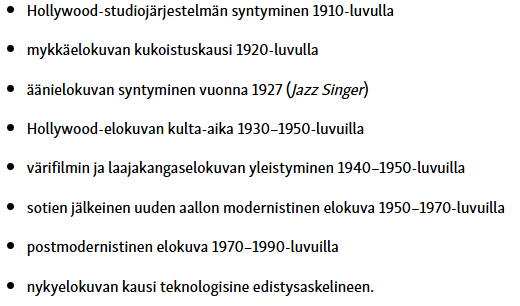 • Hollywood-studiojärjestelmän syntyminen 1910-luvulla
• mykkäelokuvan kukoistuskausi 1920-luvulla
• äänielokuvan syntyminen vuonna 1927 (Jazz Singer)
• Hollywood-elokuvan kulta-aika 1930–1950-luvuilla
• värifilmin ja laajakangaselokuvan yleistyminen 1940–1950-luvuilla
• sotien jälkeinen uuden aallon modernistinen elokuva 1950–1970-luvuilla
• postmodernistinen elokuva 1970–1990-luvuilla
• nykyelokuvan kausi teknologisine edistysaskelineen.